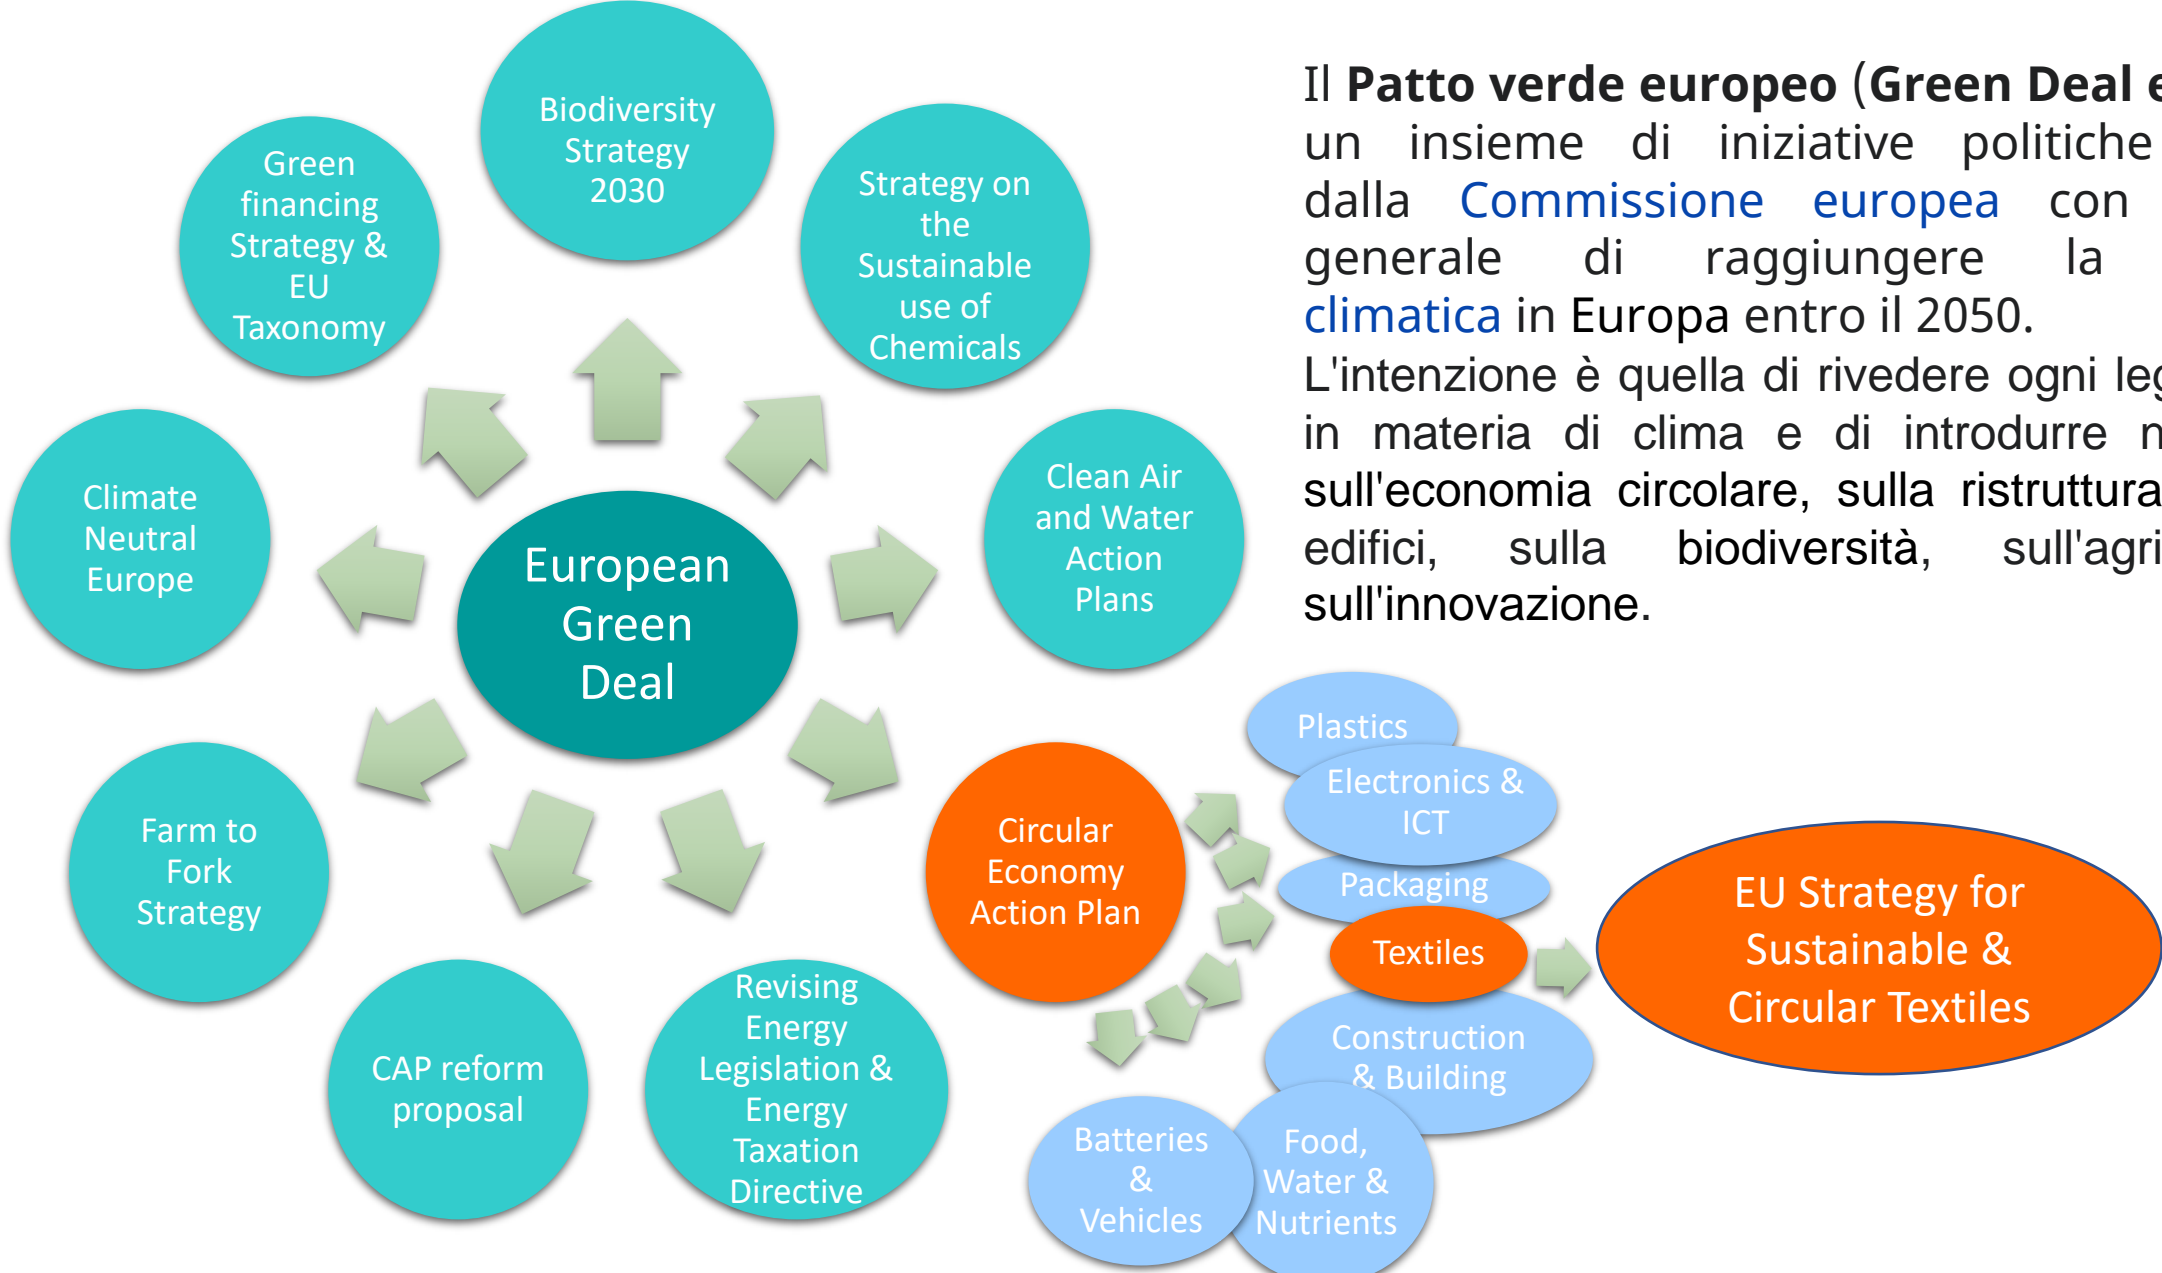 Biodiversity
Strategy
2030
Green
financing
Strategy &
EU
Taxonomy
Strategy on
the
Sustainable
use of
Chemicals
Climate
Neutral
Europe
Clean Air
and Water
Action
Plans
European
Green
Deal
Farm to
Fork
Strategy
CAP reform
proposal
Revising
Energy
Legislation &
Energy
Taxation
Directive
Circular
Economy
Action Plan
Il Patto verde europeo (Green Deal
un insieme di iniziative politiche
dalla Commissione europea con
generale di raggiungere la
climatica in Europa entro il 2050.
L'intenzione è quella di rivedere ogni
in materia di clima e di introdurre
sull'economia circolare, sulla
edifici, sulla biodiversità,
sull'innovazione.
Plastics
Electronics &
ICT
Packaging
Textiles
Construction
& Building
Food,
Water &
Nutrients
Batteries
&
Vehicles
EU Strategy for
Sustainable &
Circular Textiles